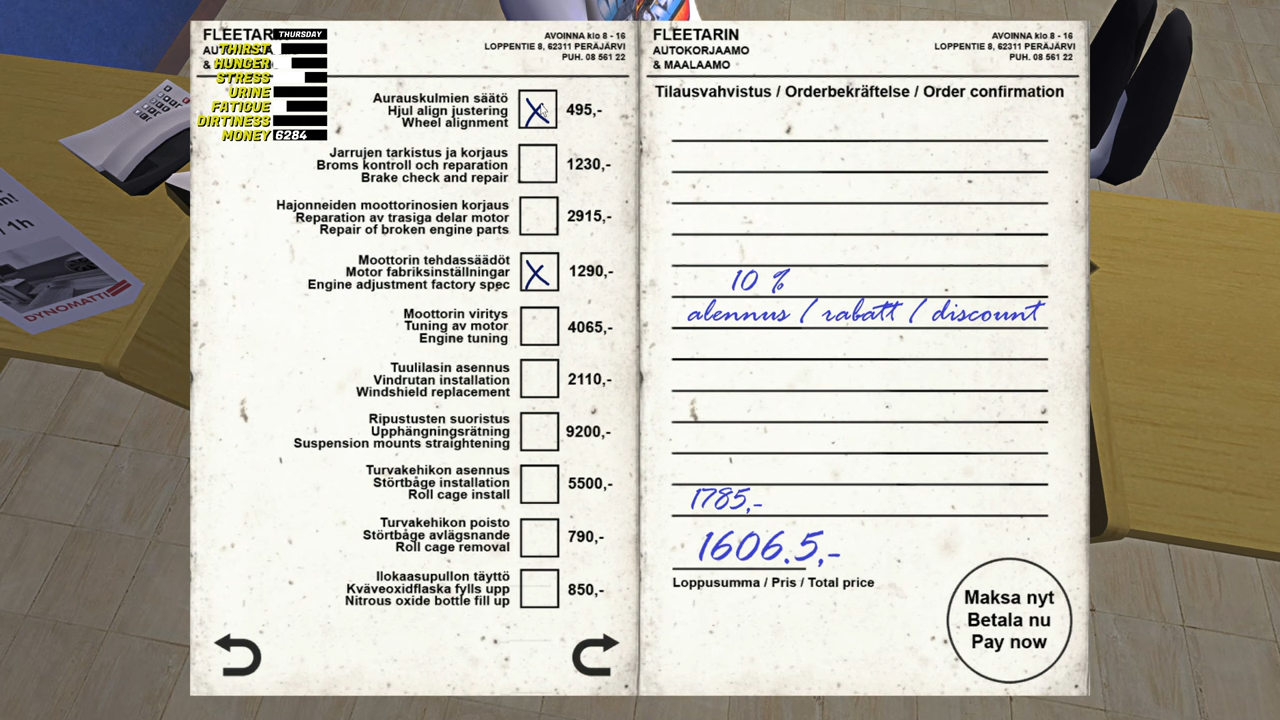 FLEETAR
AU
&
THURSDAY
THIRST
HUNGER
STRESS
URINE
FATIGUE
DIRTINESS
MONEY 6284
AVOINNA klo 8 - 16
LOPPENTIE 8, 62311 PERÄJÄRVI
PUH. 08 561 22
Aurauskulmien säätö
Hjul align justering
Wheel alignment
X
495,-
Jarrujen tarkistus ja korjaus
Broms kontroll och reparation
Brake check and repair
1230,-
Hajonneiden moottorinosien korjaus
Reparation av trasiga delar motor
Repair of broken engine parts
2915,-
Moottorin tehdassäädöt
Motor fabriksinställningar
Engine adjustment factory spec
X
1290,-
Moottorin viritys
Tuning av motor
Engine tuning
4065,-
Tuulilasin asennus
Vindrutan installation
Windshield replacement
2110,-
Ripustusten suoristus
Upphängningsrätning
Suspension mounts straightening
9200,-
Turvakehikon asennus
Störtbåge installation
Roll cage install
5500,-
Turvakehikon poisto
Störtbåge avlägsnande
Roll cage removal
790,-
Ilokaasupullon täyttö
Kväveoxidflaska fylls upp
Nitrous oxide bottle fill up
850,-
FLEETARIN
AUTOKORJAAMO
& MAALAAMO
AVOINNA klo 8 - 16
LOPPENTIE 8, 62311 PERÄJÄRVI
PUH. 08 561 22
Tilausvahvistus / Orderbekräftelse / Order confirmation
10 %
alennus / rabatt / discount
1785,-
1606.5,-
Loppusumma / Pris / Total price
Maksa nyt
Betala nu
Pay now
/ 1h
DYNOMATTI